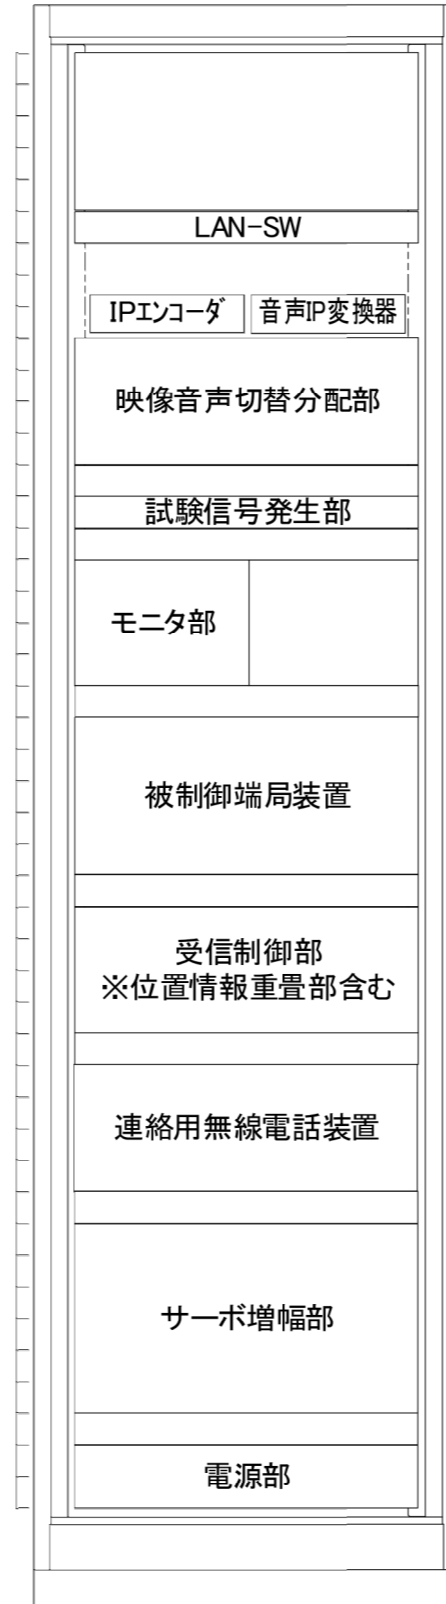 LAN-SW
IPエンコーダ 音声IP変換器
映像音声切替分配部
試験信号発生部
モニタ部
被制御端局装置
受信制御部
※位置情報重畳部含む
連絡用無線電話装置
サーボ増幅部
電源部